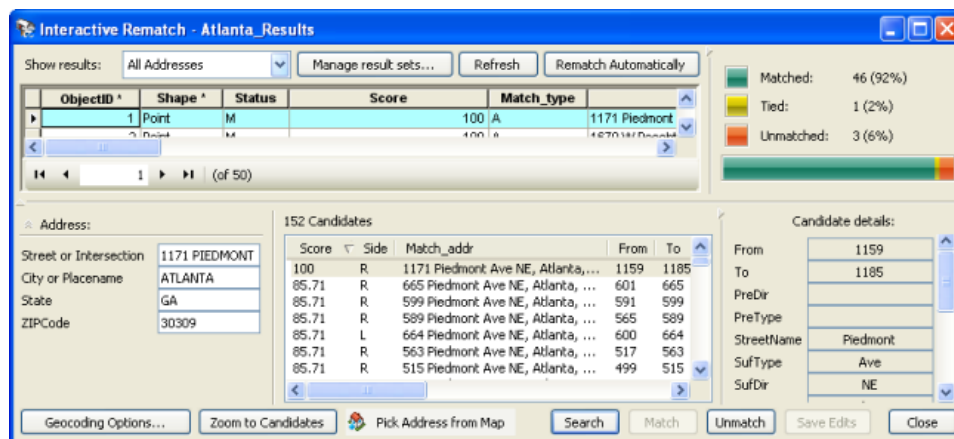 Interactive Rematch - Atlanta_Results
Show results: All Addresses Manage result sets... Refresh Rematch Automatically
ObjectID * Shape * Status Score Match_type
1 Point M 100 A 1171 Piedmont
1 (of 50)
Matched: 46 (92%)
Tied: 1 (2%)
Unmatched: 3 (6%)
Address:
Street or Intersection 1171 PIEDMONT
City or Placename ATLANTA
State GA
ZIPCode 30309
152 Candidates
Score Side Match_addr From To
100 R 1171 Piedmont Ave NE, Atlanta,... 1159 1185
85.71 R 665 Piedmont Ave NE, Atlanta, ... 601 665
85.71 R 599 Piedmont Ave NE, Atlanta, ... 591 599
85.71 R 589 Piedmont Ave NE, Atlanta, ... 565 589
85.71 L 664 Piedmont Ave NE, Atlanta, ... 600 664
85.71 R 563 Piedmont Ave NE, Atlanta, ... 517 563
85.71 R 515 Piedmont Ave NE, Atlanta, ... 499 515
Candidate details:
From 1159
To 1185
PreDir
PreType
StreetName Piedmont
SufType Ave
SufDir NE
Geocoding Options... Zoom to Candidates Pick Address from Map Search Match Unmatch Save Edits Close